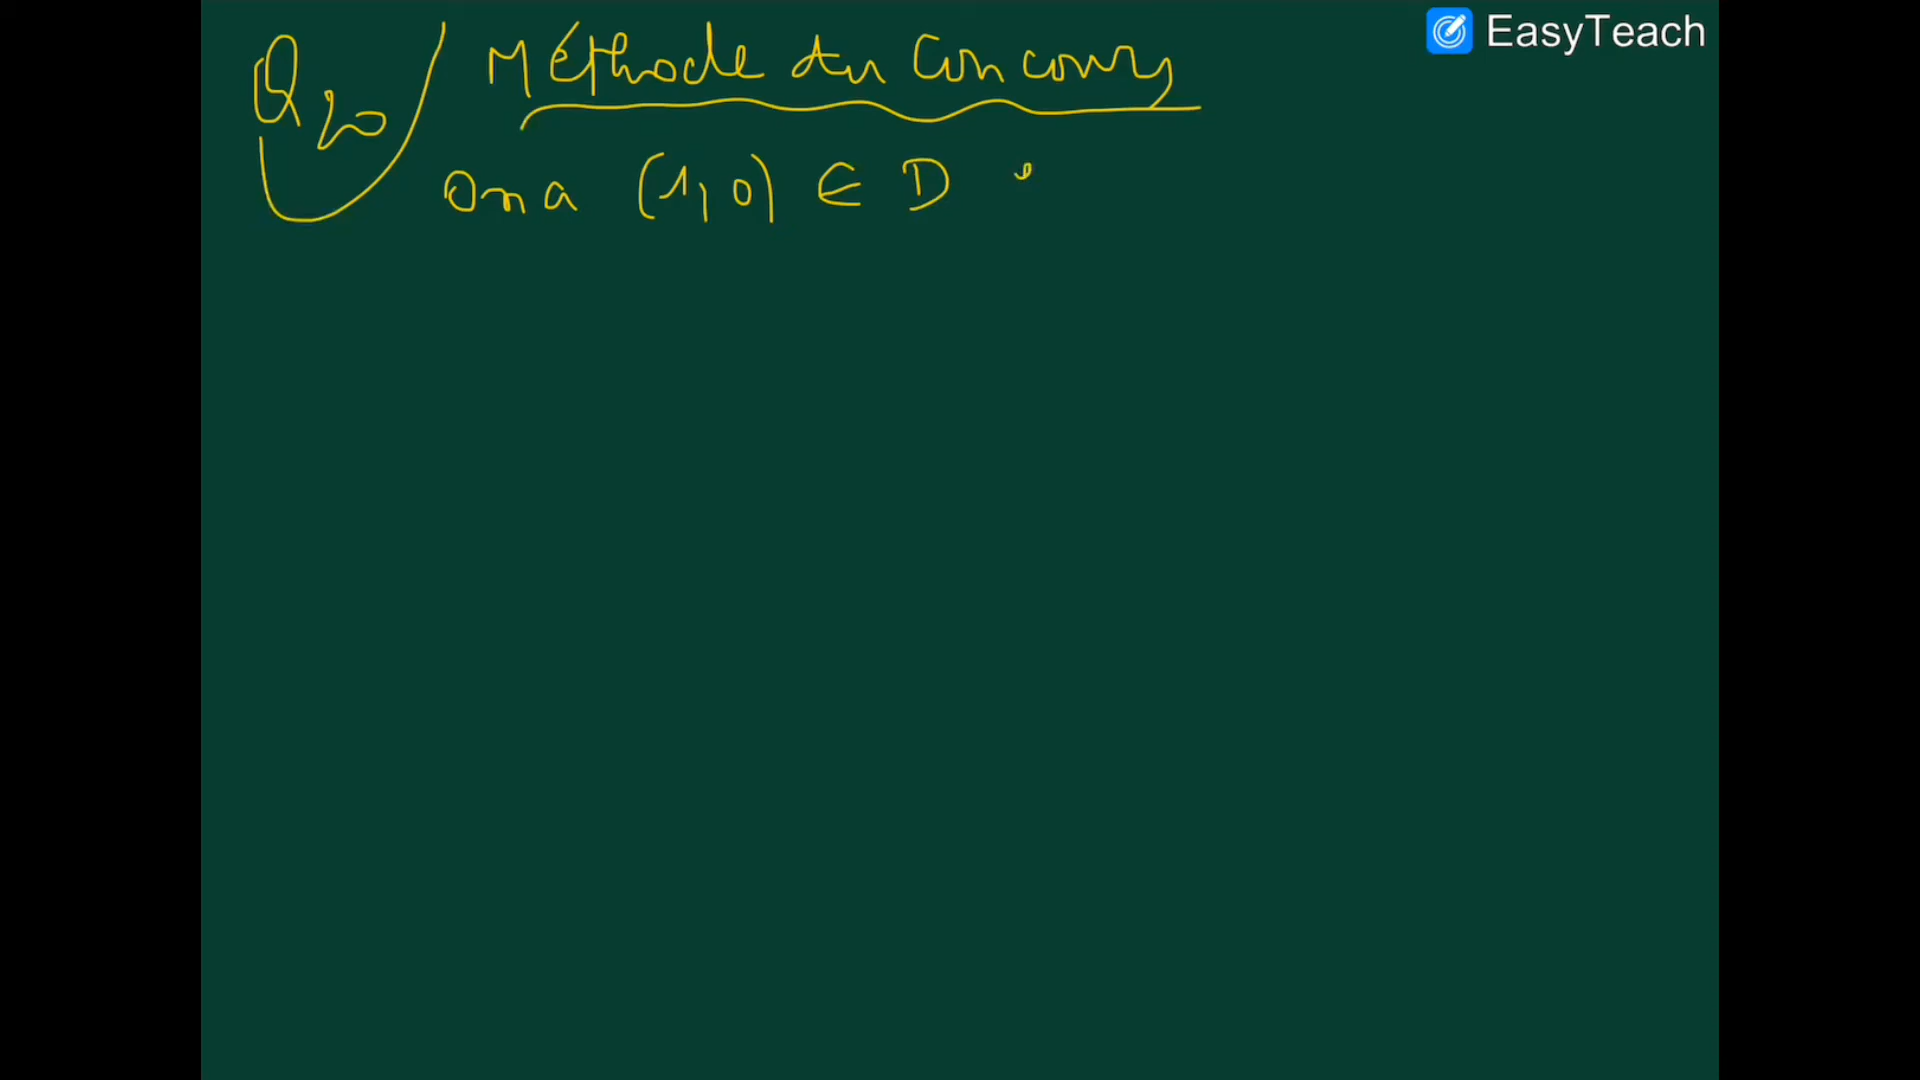 EasyTeach
Q20/ Méthode du Concours
On a (1,0) ∈ D